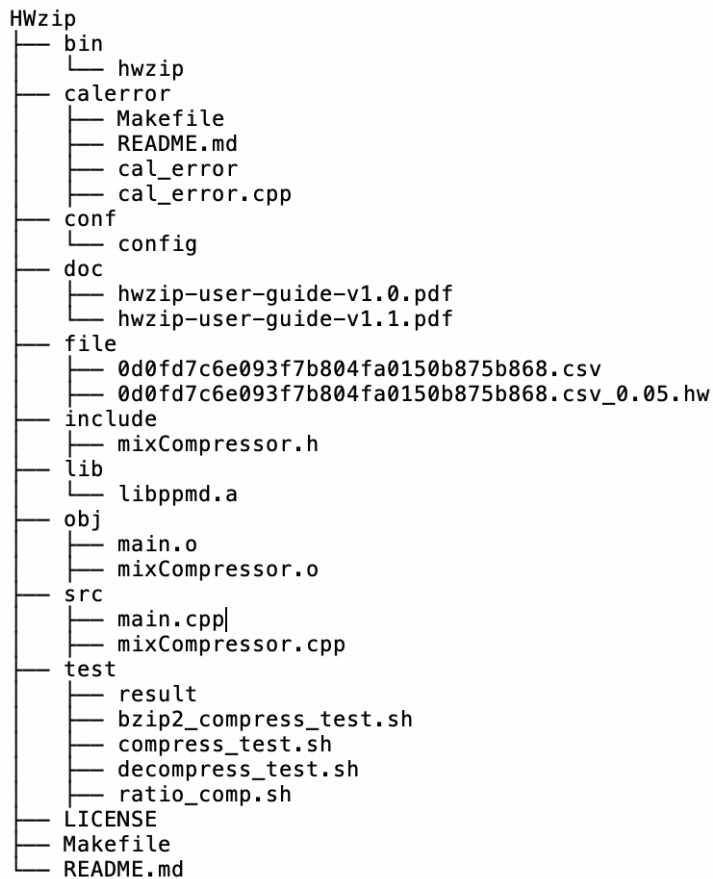 HWzip
├── bin
│   └── hwzip
├── calerror
│   ├── Makefile
│   ├── README.md
│   ├── cal_error
│   ├── cal_error.cpp
├── conf
│   └── config
├── doc
│   ├── hwzip-user-guide-v1.0.pdf
│   └── hwzip-user-guide-v1.1.pdf
├── file
│   ├── 0d0fd7c6e093f7b804fa0150b875b868.csv
│   ├── 0d0fd7c6e093f7b804fa0150b875b868.csv_0.05.hw
├── include
│   ├── mixCompressor.h
├── lib
│   └── libppmd.a
├── obj
│   ├── main.o
│   ├── mixCompressor.o
├── src
│   ├── main.cpp
│   ├── mixCompressor.cpp
├── test
│   ├── result
│   ├── bzip2_compress_test.sh
│   ├── compress_test.sh
│   ├── decompress_test.sh
│   ├── ratio_comp.sh
├── LICENSE
├── Makefile
└── README.md